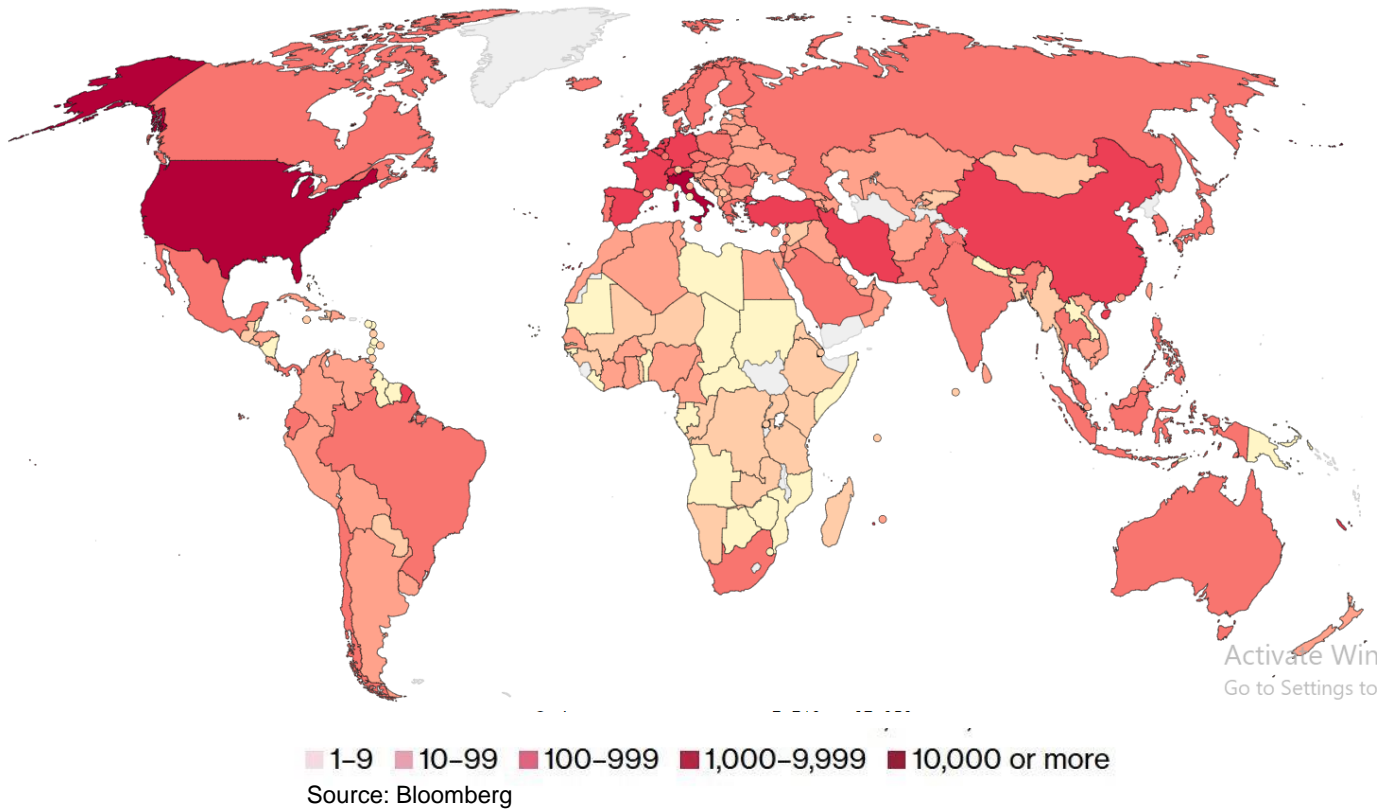 Activate Win
Go to Settings to
1–9 10–99 100–999 1,000–9,999 10,000 or more
Source: Bloomberg